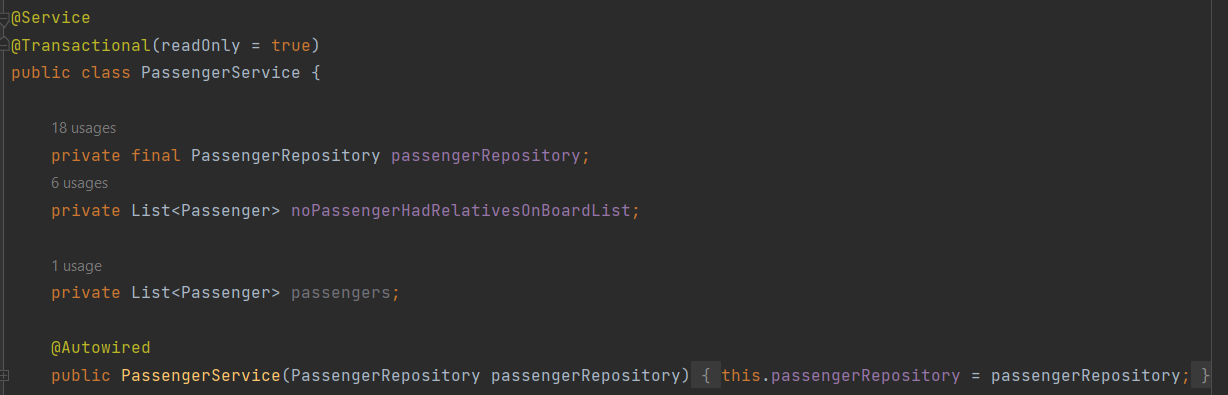 @Service
@Transactional(readOnly = true)
public class PassengerService {
18 usages
private final PassengerRepository passengerRepository;
6 usages
private List<Passenger> noPassengerHadRelativesOnBoardList;
1 usage
private List<Passenger> passengers;
@Autowired
public PassengerService(PassengerRepository passengerRepository) { this.passengerRepository = passengerRepository; }